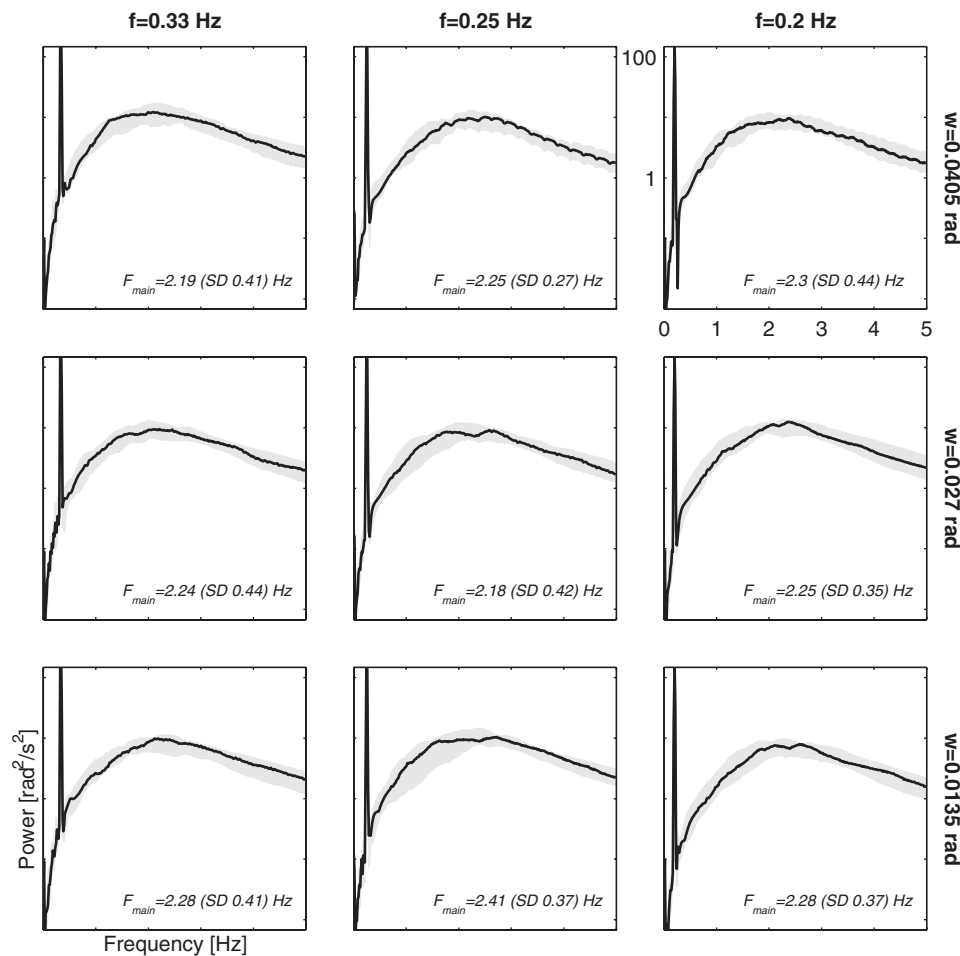 f=0.33 Hz
f=0.25 Hz
f=0.2 Hz
100
1
w=0.0405 rad
F_main=2.19 (SD 0.41) Hz
F_main=2.25 (SD 0.27) Hz
F_main=2.3 (SD 0.44) Hz
0 1 2 3 4 5
w=0.027 rad
F_main=2.24 (SD 0.44) Hz
F_main=2.18 (SD 0.42) Hz
F_main=2.25 (SD 0.35) Hz
w=0.0135 rad
Power [rad²/s²]
F_main=2.28 (SD 0.41) Hz
F_main=2.41 (SD 0.37) Hz
F_main=2.28 (SD 0.37) Hz
Frequency [Hz]